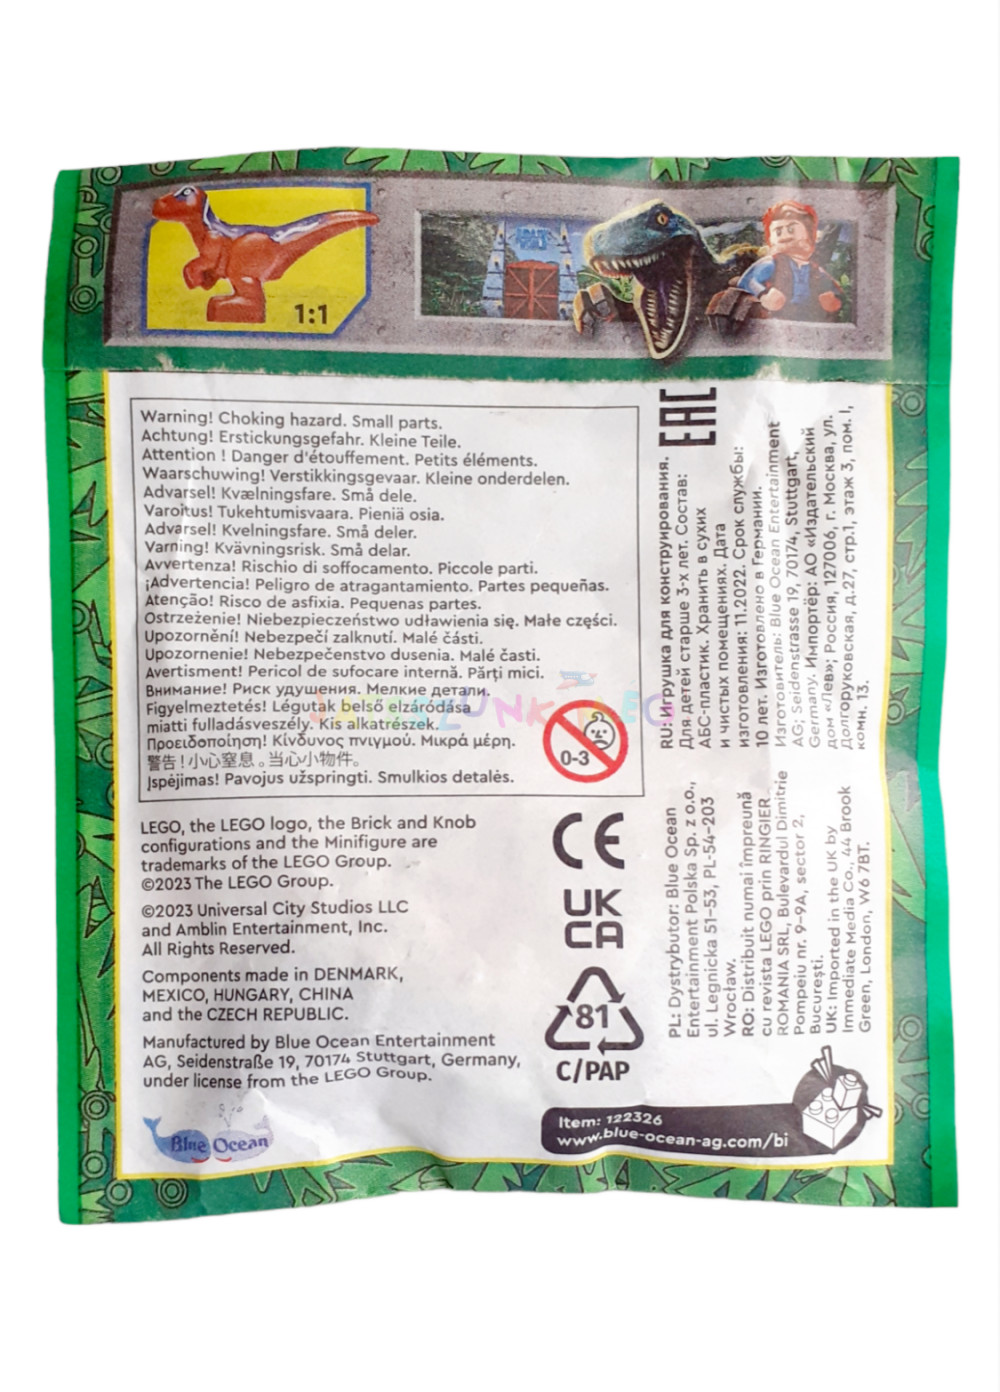 1:1
Warning! Choking hazard. Small parts.
Achtung! Erstickungsgefahr. Kleine Teile.
Attention ! Danger d'étouffement. Petits éléments.
Waarschuwing! Verstikkingsgevaar. Kleine onderdelen.
Advarsel! Kvælningsfare. Små dele.
Varoitus! Tukehtumisvaara. Pieniä osia.
Advarsel! Kvelningsfare. Små deler.
Varning! Kvävningsrisk. Små delar.
Avvertenza! Rischio di soffocamento. Piccole parti.
¡Advertencia! Peligro de atragantamiento. Partes pequeñas.
Atenção! Risco de asfixia. Pequenas partes.
Ostrzeżenie! Niebezpieczeństwo udławienia się. Małe części.
Upozornění! Nebezpečí zalknutí. Malé části.
Upozornenie! Nebezpečenstvo dusenia. Malé časti.
Avertisment! Pericol de sufocare internă. Părți mici.
Внимание! Риск удушения. Мелкие детали.
Figyelmeztetés! Légutak belső elzáródása
miatti fulladásveszély. Kis alkatrészek.
Προειδοποίηση! Κίνδυνος πνιγμού. Μικρά μέρη.
警告！小心窒息。当心小物件。
Įspėjimas! Pavojus užspringti. Smulkios detalės.
0-3
LEGO, the LEGO logo, the Brick and Knob
configurations and the Minifigure are
trademarks of the LEGO Group.
©2023 The LEGO Group.
©2023 Universal City Studios LLC
and Amblin Entertainment, Inc.
All Rights Reserved.
Components made in DENMARK,
MEXICO, HUNGARY, CHINA
and the CZECH REPUBLIC.
Manufactured by Blue Ocean Entertainment
AG, Seidenstraße 19, 70174 Stuttgart, Germany,
under license from the LEGO Group.
Blue Ocean
CE
UK
CA
81
C/PAP
Item: 122326
www.blue-ocean-ag.com/bi
EAC
RU: Игрушка для конструирования.
Для детей старше 3-х лет. Состав:
АБС-пластик. Хранить в сухих
и чистых помещениях. Дата
изготовления: 11.2022. Срок службы:
10 лет. Изготовлено в Германии.
Изготовитель: Blue Ocean Entertainment
AG; Seidenstrasse 19, 70174, Stuttgart,
Germany. Импортёр: АО «Издательский
дом «Лев»; Россия, 127006, г. Москва, ул.
Долгоруковская, д.27, стр.1, этаж 3, пом. I,
комн. 13.
PL: Dystrybutor: Blue Ocean
Entertainment Polska Sp. z o.o.,
ul. Legnicka 51-53, PL-54-203
Wrocław.
RO: Distribuit numai împreună
cu revista LEGO prin RINGIER
ROMANIA SRL, Bulevardul Dimitrie
Pompeiu nr. 9-9A, sector 2,
București.
UK: Imported in the UK by
Immediate Media Co., 44 Brook
Green, London, W6 7BT.